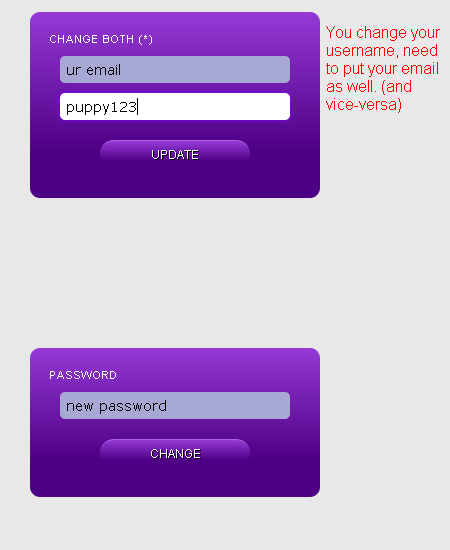 CHANGE BOTH (*)
You change your
username, need
to put your email
as well. (and
vice-versa)
ur email
puppy123
UPDATE
PASSWORD
new password
CHANGE